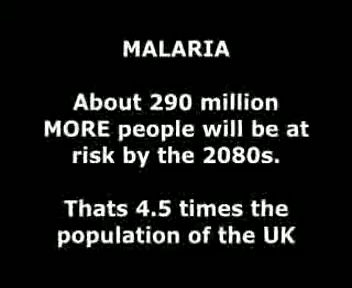 MALARIA
About 290 million
MORE people will be at
risk by the 2080s.
Thats 4.5 times the
population of the UK